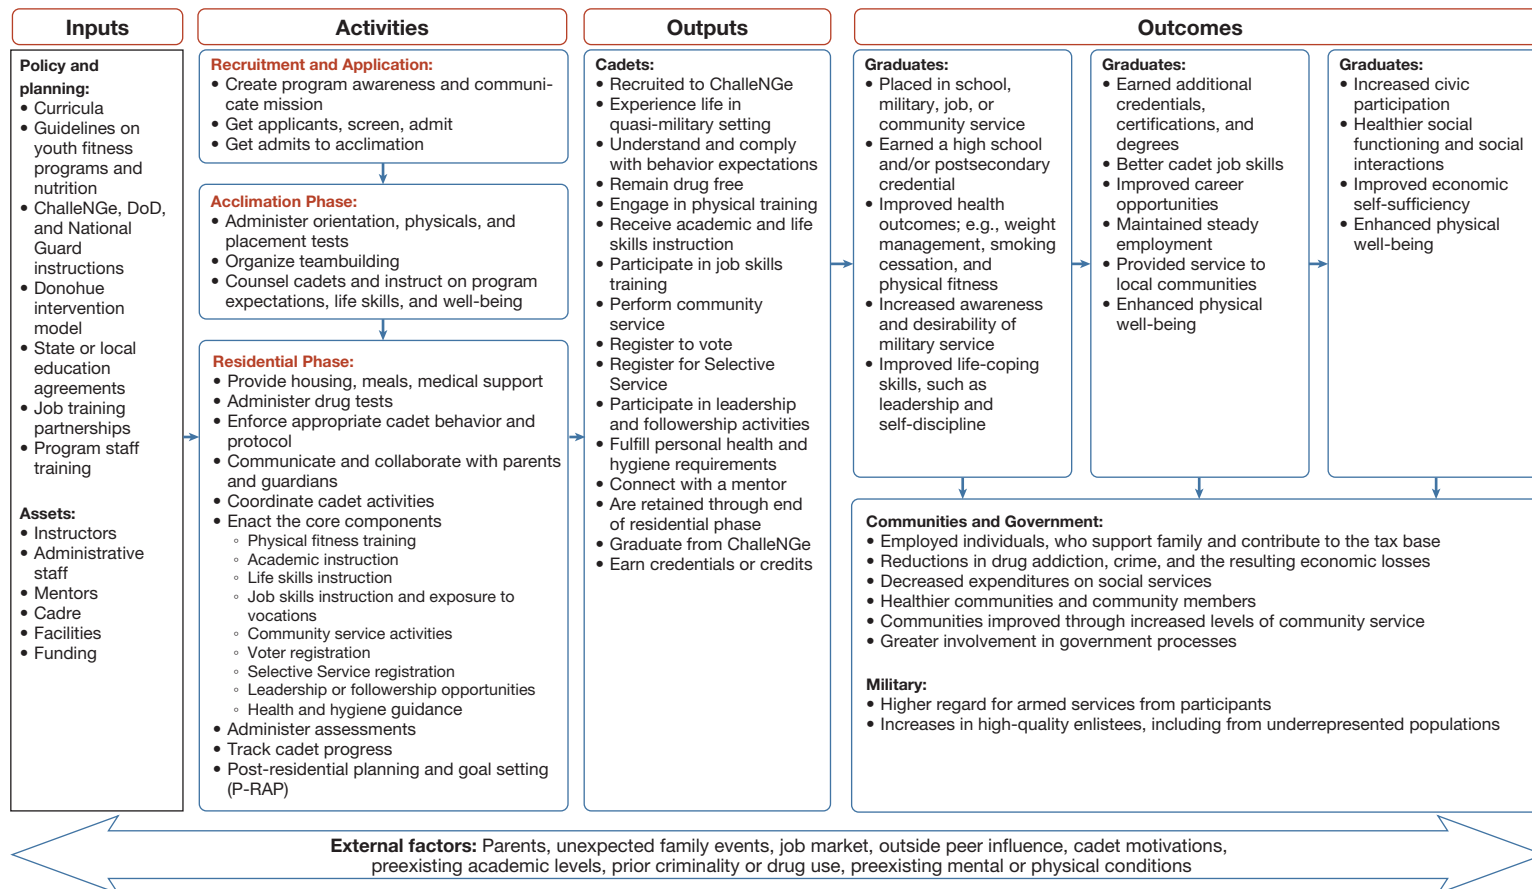 Inputs
Policy and
planning:
• Curricula
• Guidelines on
youth fitness
programs and
nutrition
• ChalleNGe, DoD,
and National
Guard
instructions
• Donohue
intervention
model
• State or local
education
agreements
• Job training
partnerships
• Program staff
training
Assets:
• Instructors
• Administrative
staff
• Mentors
• Cadre
• Facilities
• Funding
Activities
Recruitment and Application:
• Create program awareness and communi-
cate mission
• Get applicants, screen, admit
• Get admits to acclimation
Acclimation Phase:
• Administer orientation, physicals, and
placement tests
• Organize teambuilding
• Counsel cadets and instruct on program
expectations, life skills, and well-being
Residential Phase:
• Provide housing, meals, medical support
• Administer drug tests
• Enforce appropriate cadet behavior and
protocol
• Communicate and collaborate with parents
and guardians
• Coordinate cadet activities
• Enact the core components
◦ Physical fitness training
◦ Academic instruction
◦ Life skills instruction
◦ Job skills instruction and exposure to
vocations
◦ Community service activities
◦ Voter registration
◦ Selective Service registration
◦ Leadership or followership opportunities
◦ Health and hygiene guidance
• Administer assessments
• Track cadet progress
• Post-residential planning and goal setting
(P-RAP)
Outputs
Cadets:
• Recruited to ChalleNGe
• Experience life in
quasi-military setting
• Understand and comply
with behavior expectations
• Remain drug free
• Engage in physical training
• Receive academic and life
skills instruction
• Participate in job skills
training
• Perform community
service
• Register to vote
• Register for Selective
Service
• Participate in leadership
and followership activities
• Fulfill personal health and
hygiene requirements
• Connect with a mentor
• Are retained through end
of residential phase
• Graduate from ChalleNGe
• Earn credentials or credits
Outcomes
Graduates:
• Placed in school,
military, job, or
community service
• Earned a high school
and/or postsecondary
credential
• Improved health
outcomes; e.g., weight
management, smoking
cessation, and
physical fitness
• Increased awareness
and desirability of
military service
• Improved life-coping
skills, such as
leadership and
self-discipline
Graduates:
• Earned additional
credentials,
certifications, and
degrees
• Better cadet job skills
• Improved career
opportunities
• Maintained steady
employment
• Provided service to
local communities
• Enhanced physical
well-being
Graduates:
• Increased civic
participation
• Healthier social
functioning and social
interactions
• Improved economic
self-sufficiency
• Enhanced physical
well-being
Communities and Government:
• Employed individuals, who support family and contribute to the tax base
• Reductions in drug addiction, crime, and the resulting economic losses
• Decreased expenditures on social services
• Healthier communities and community members
• Communities improved through increased levels of community service
• Greater involvement in government processes
Military:
• Higher regard for armed services from participants
• Increases in high-quality enlistees, including from underrepresented populations
External factors: Parents, unexpected family events, job market, outside peer influence, cadet motivations,
preexisting academic levels, prior criminality or drug use, preexisting mental or physical conditions